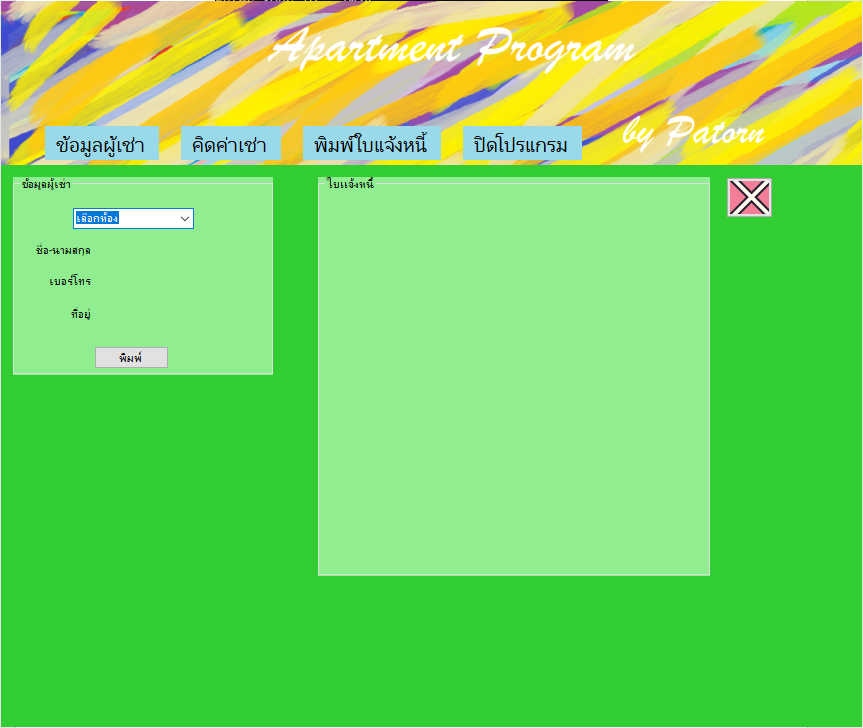 Apartment Program
by Patorn
ข้อมูลผู้เช่า คิดค่าเช่า พิมพ์ใบแจ้งหนี้ ปิดโปรแกรม
ข้อมุลผุ้เช่า
เลือกห้อง
ชื่อ-นามสกุล
เบอร์โทร
ที่อยู่
พิมพ์
ใบแจ้งหนี้